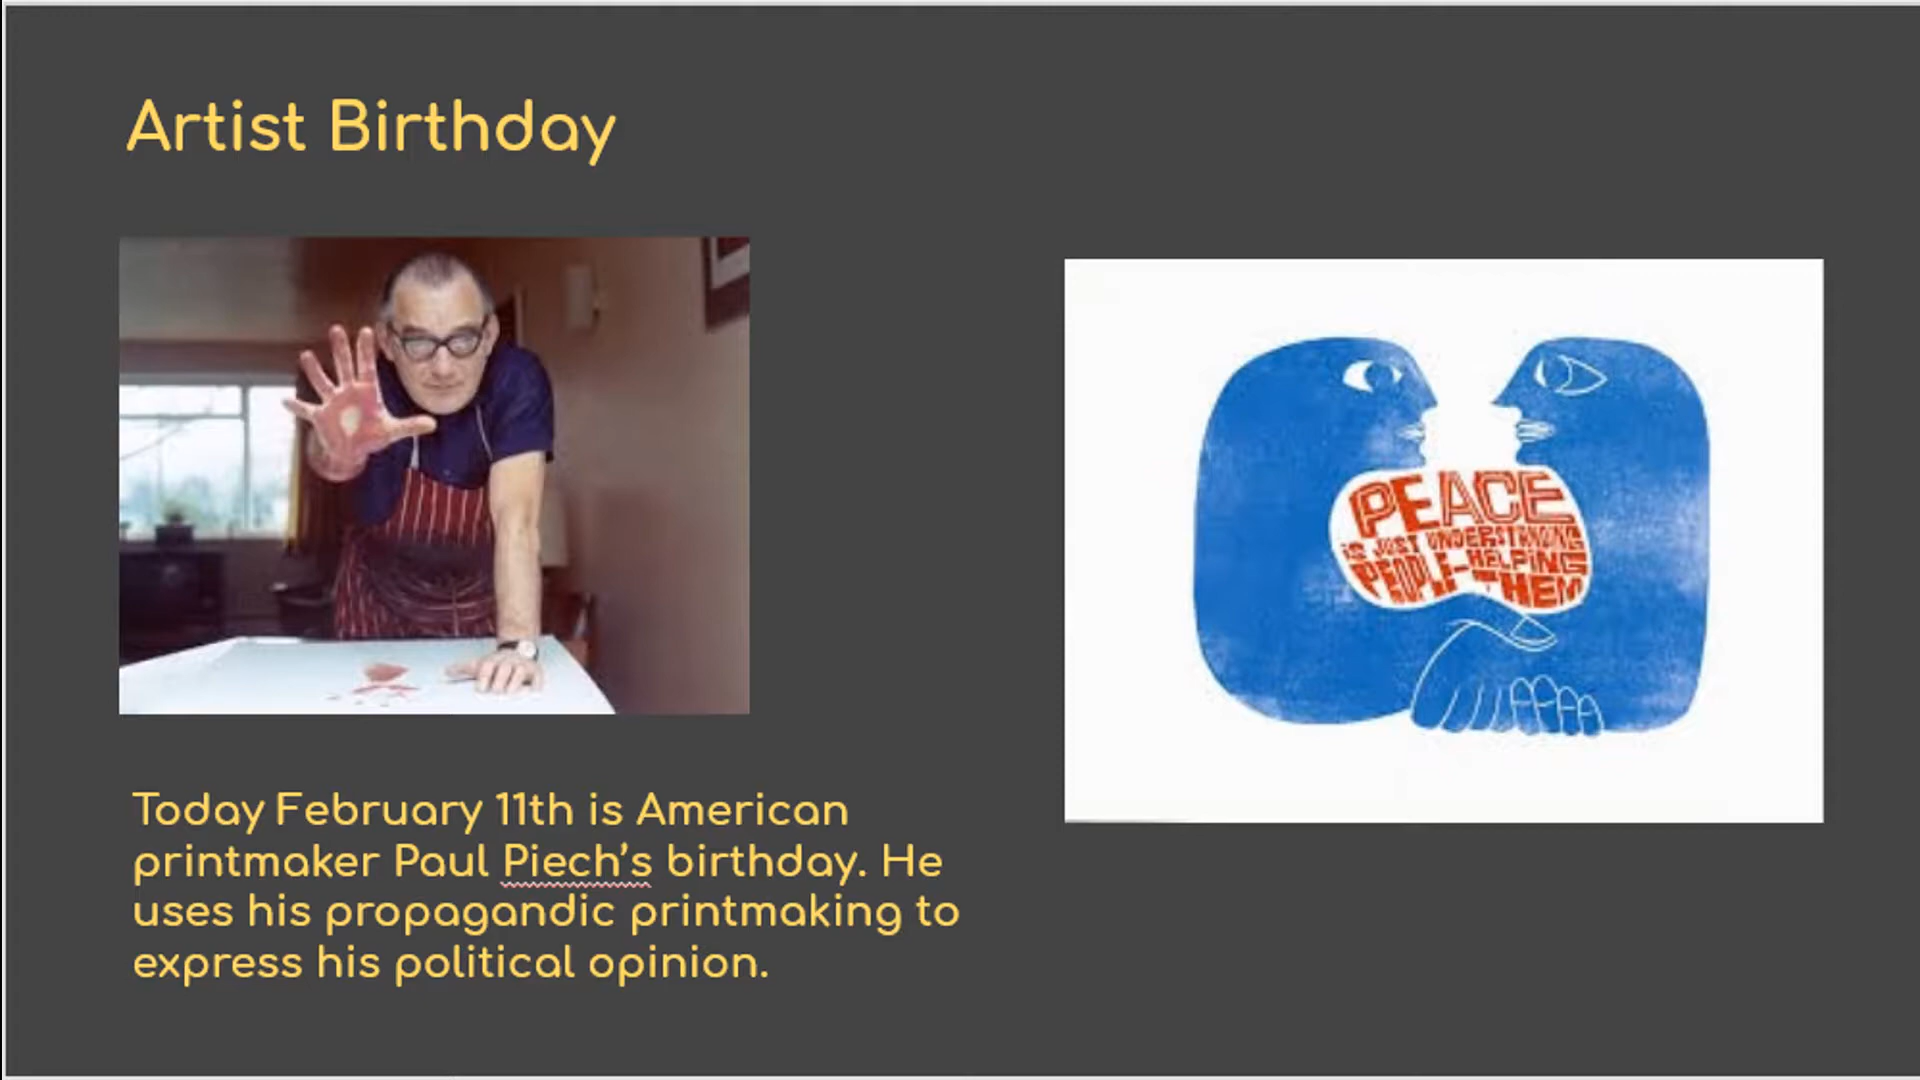 Artist Birthday
PEACE
iS JUST UNDERSTANDING
PEOPLE-HELPING
THEM
Today February 11th is American
printmaker Paul Piech’s birthday. He
uses his propagandic printmaking to
express his political opinion.